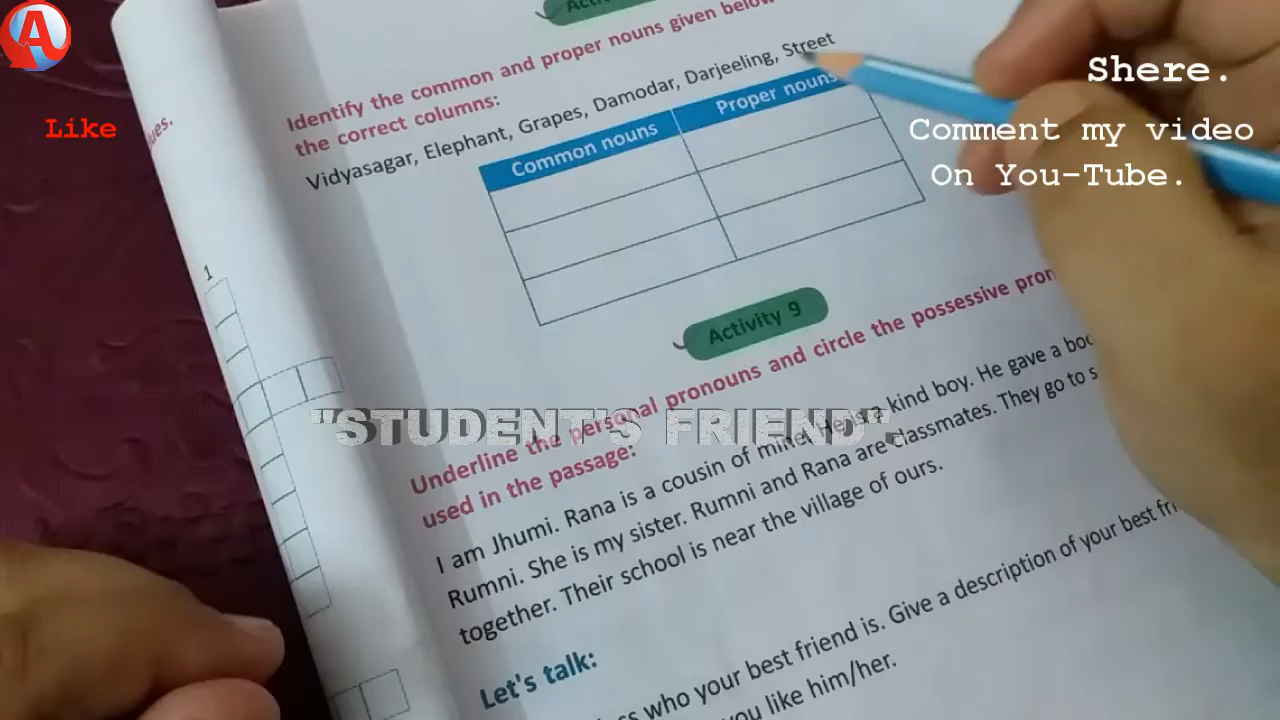 A
Like
Shere.
Comment my video
On You-Tube.
"STUDENT'S FRIEND".
ues.
1
Identify the common and proper nouns given below
the correct columns:
Vidyasagar, Elephant, Grapes, Damodar, Darjeeling, Street
Common nouns Proper nouns
Activity 9
Underline the personal pronouns and circle the possessive pron
used in the passage:
I am Jhumi. Rana is a cousin of mine. He is a kind boy. He gave a boo
Rumni. She is my sister. Rumni and Rana are classmates. They go to s
together. Their school is near the village of ours.
Let's talk:
who your best friend is. Give a description of your best fri
you like him/her.